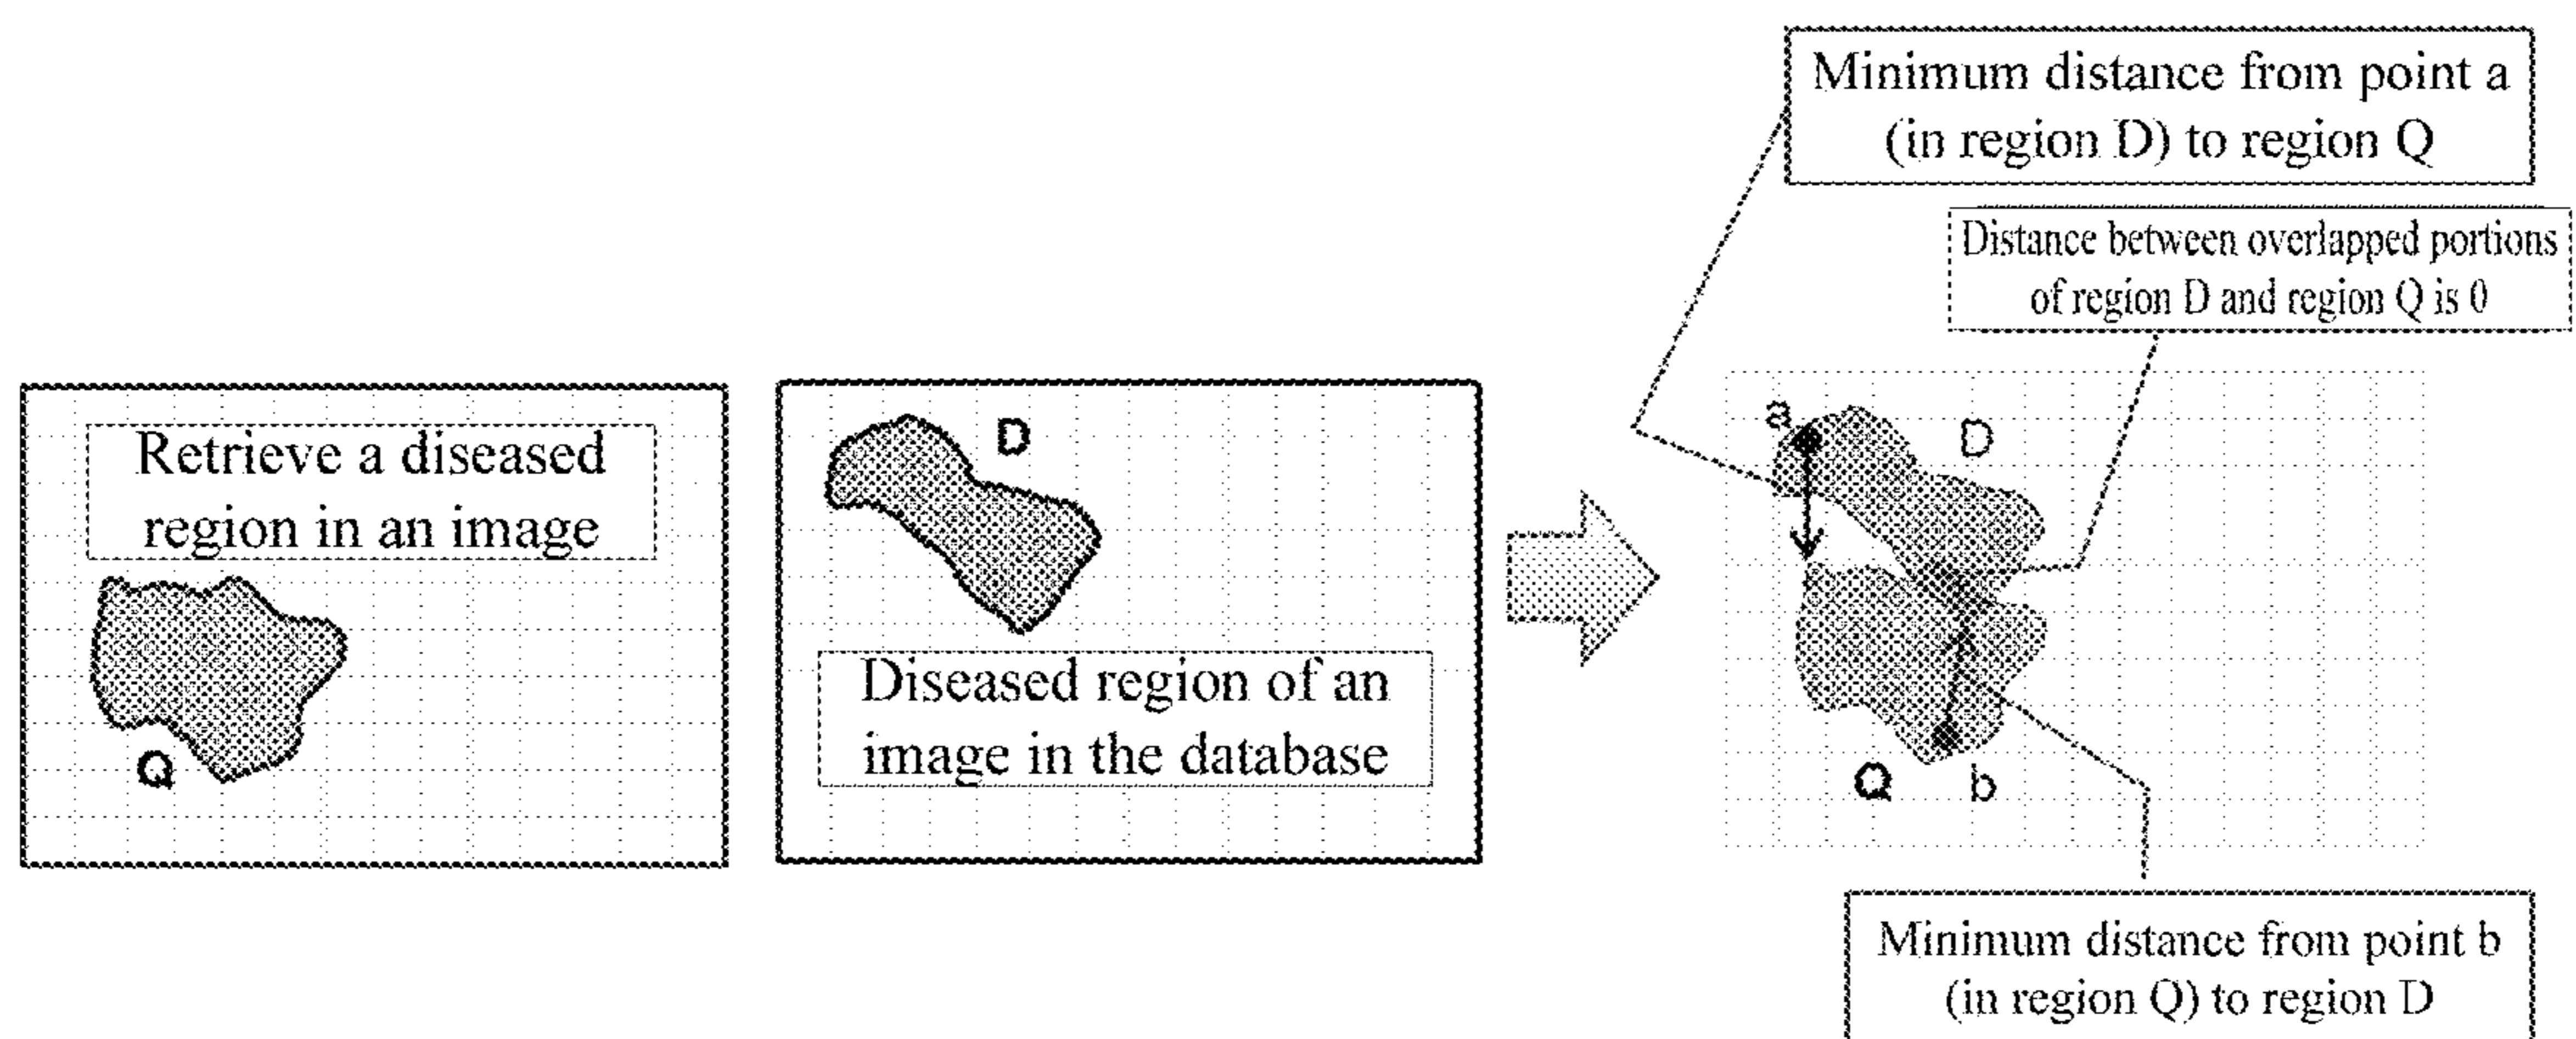 Minimum distance from point a
(in region D) to region Q
Distance between overlapped portions
of region D and region Q is 0
Retrieve a diseased
region in an image
Q
D
Diseased region of an
image in the database
a
D
Q
b
Minimum distance from point b
(in region Q) to region D